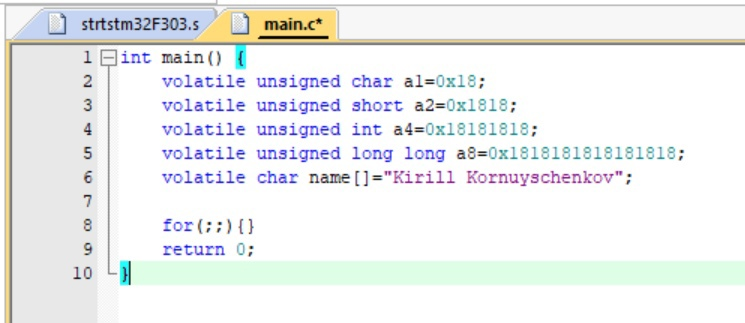 strtstm32F303.s main.c*
1 int main() {
2 volatile unsigned char a1=0x18;
3 volatile unsigned short a2=0x1818;
4 volatile unsigned int a4=0x18181818;
5 volatile unsigned long long a8=0x1818181818181818;
6 volatile char name[]="Kirill Kornuyschenkov";
7
8 for(;;){}
9 return 0;
10 }